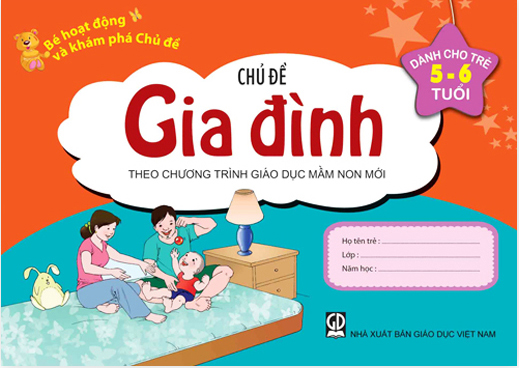 Bé hoạt động
và khám phá Chủ đề
DÀNH CHO TRẺ
5-6
TUỔI
CHỦ ĐỀ
Gia đình
THEO CHƯƠNG TRÌNH GIÁO DỤC MẦM NON MỚI
Họ tên trẻ :
Lớp :
Năm học :
GD
NHÀ XUẤT BẢN GIÁO DỤC VIỆT NAM